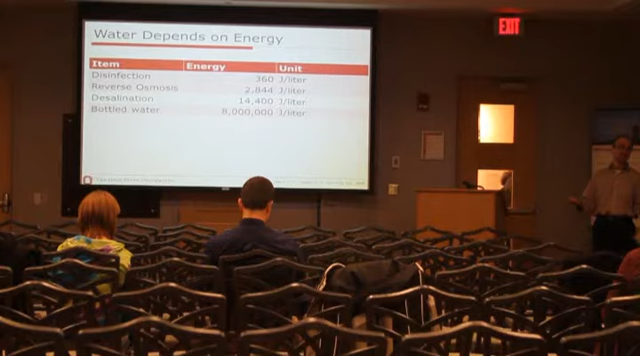 Water Depends on Energy
Item Energy Unit
Disinfection 360 J/liter
Reverse Osmosis 2,844 J/liter
Desalination 14,400 J/liter
Bottled water 8,000,000 J/liter
EXIT